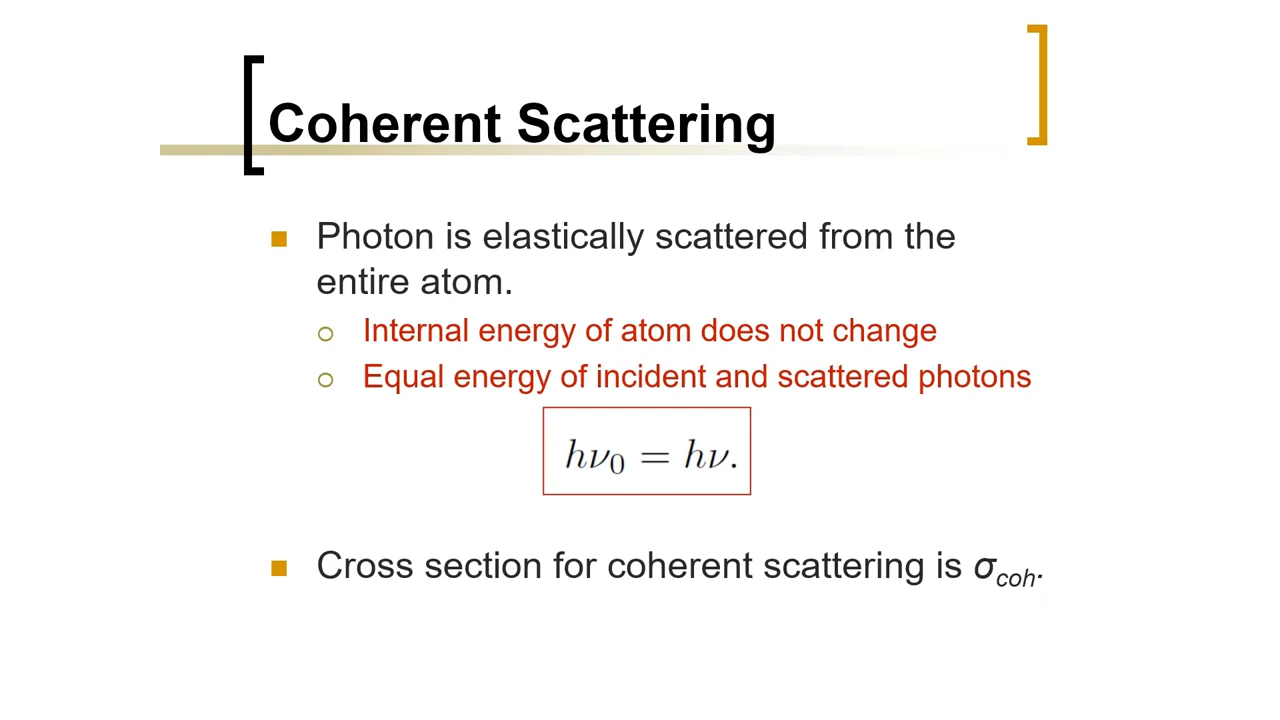 Coherent Scattering
Photon is elastically scattered from the
entire atom.
Internal energy of atom does not change
Equal energy of incident and scattered photons
hν₀ = hν.
Cross section for coherent scattering is σcoh.